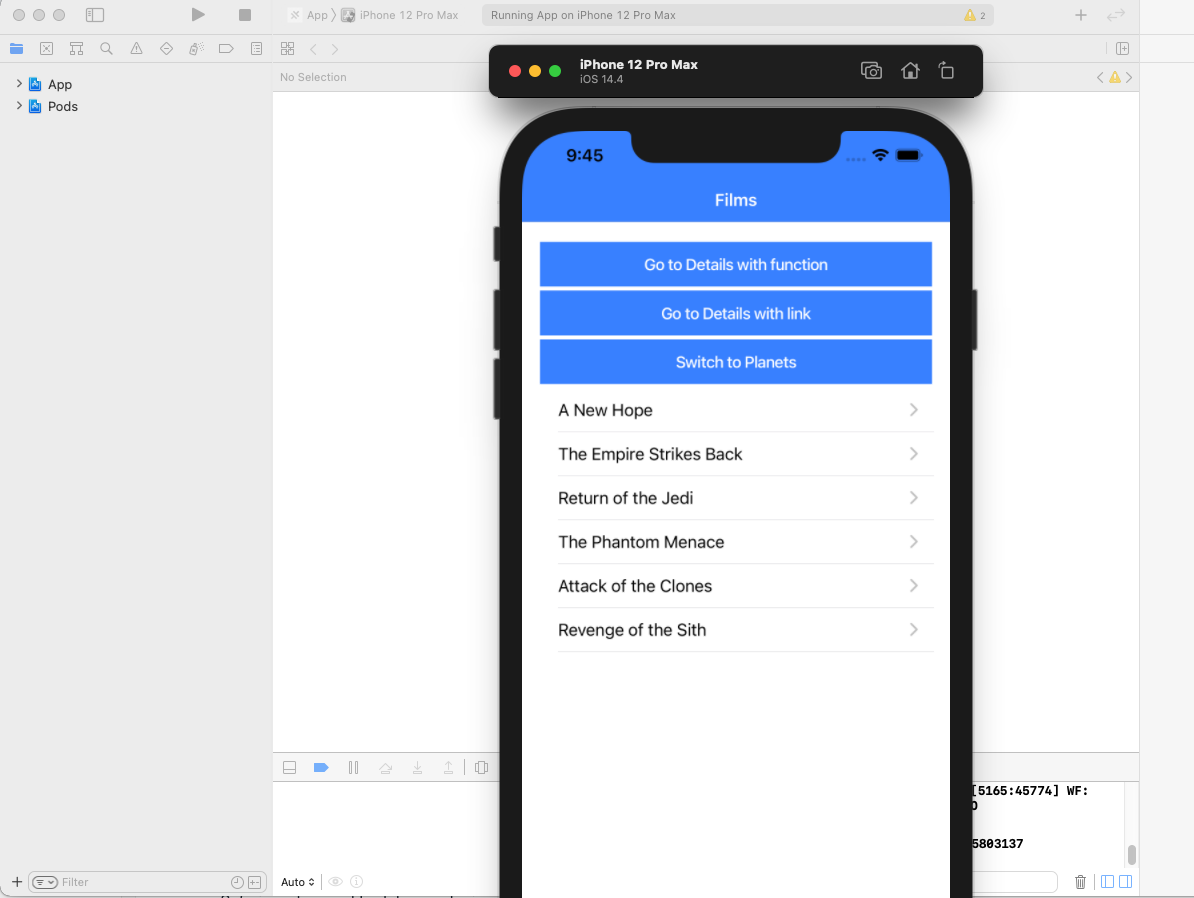 App
iPhone 12 Pro Max
Running App on iPhone 12 Pro Max
2
No Selection
App
Pods
iPhone 12 Pro Max
iOS 14.4
9:45
Films
Go to Details with function
Go to Details with link
Switch to Planets
A New Hope
The Empire Strikes Back
Return of the Jedi
The Phantom Menace
Attack of the Clones
Revenge of the Sith
[5165:45774] WF:
5803137
Filter
Auto